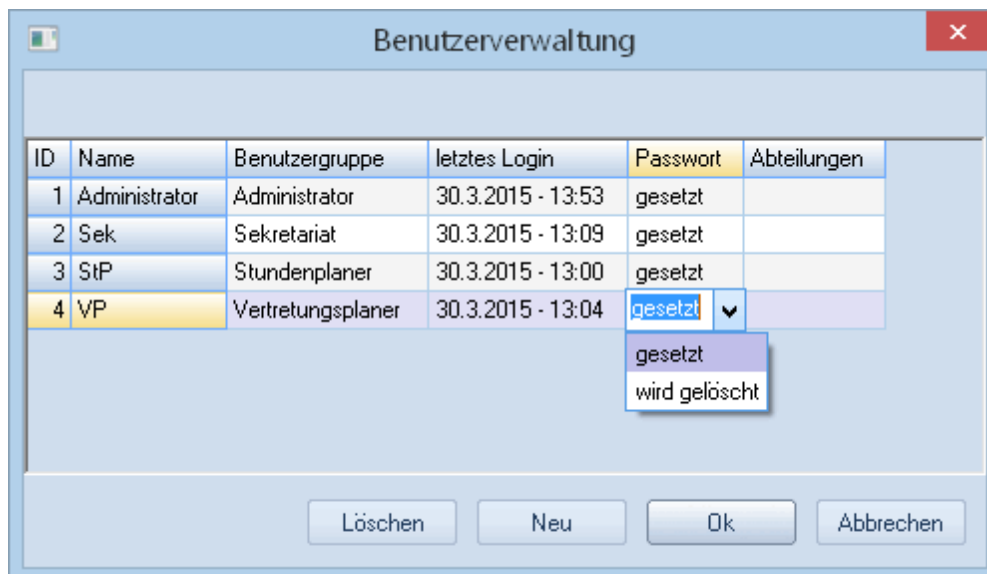 Benutzerverwaltung
ID Name Benutzergruppe letztes Login Passwort Abteilungen
1 Administrator Administrator 30.3.2015 - 13:53 gesetzt
2 Sek Sekretariat 30.3.2015 - 13:09 gesetzt
3 StP Stundenplaner 30.3.2015 - 13:00 gesetzt
4 VP Vertretungsplaner 30.3.2015 - 13:04 gesetzt
gesetzt
wird gelöscht
Löschen Neu Ok Abbrechen